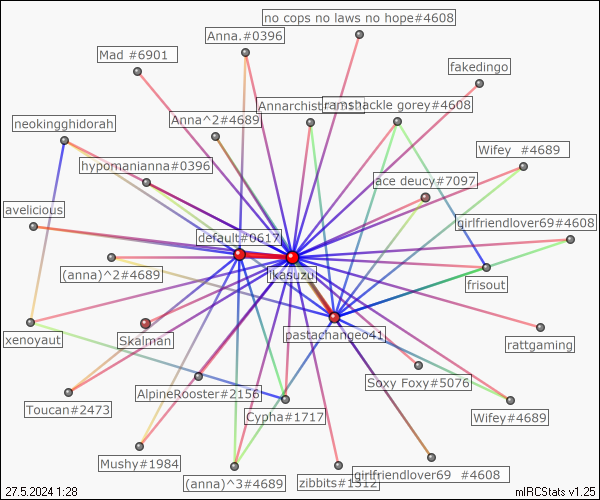 no cops no laws no hope#4608
Anna.#0396
Mad #6901
fakedingo
Annarchist
ramshackle gorey#4608
neokingghidorah
Anna^2#4689
Wifey #4689
hypomanianna#0396
ace deucy#7097
avelicious
girlfriendlover69#4608
default#0617
(anna)^2#4689
ikasuzu
frisout
xenoyaut
Skalman
pastachangeo41
rattgaming
Soxy Foxy#5076
Toucan#2473
AlpineRooster#2156
Cypha#1717
Wifey#4689
Mushy#1984
(anna)^3#4689
zibbits#1312
girlfriendlover69 #4608
27.5.2024 1:28
mIRCStats v1.25